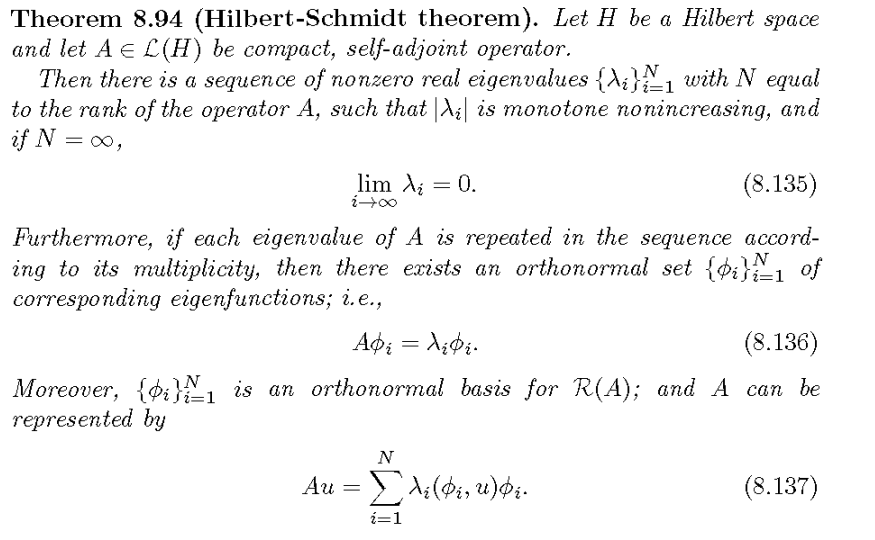 Theorem 8.94 (Hilbert-Schmidt theorem). Let H be a Hilbert space
and let A ∈ ℒ(H) be compact, self-adjoint operator.
Then there is a sequence of nonzero real eigenvalues {λ_i}_{i=1}^N with N equal
to the rank of the operator A, such that |λ_i| is monotone nonincreasing, and
if N = ∞,
lim_{i→∞} λ_i = 0. (8.135)
Furthermore, if each eigenvalue of A is repeated in the sequence accord-
ing to its multiplicity, then there exists an orthonormal set {ϕ_i}_{i=1}^N of
corresponding eigenfunctions; i.e.,
Aϕ_i = λ_iϕ_i. (8.136)
Moreover, {ϕ_i}_{i=1}^N is an orthonormal basis for ℛ(A); and A can be
represented by
Au = ∑_{i=1}^N λ_i(ϕ_i, u)ϕ_i. (8.137)